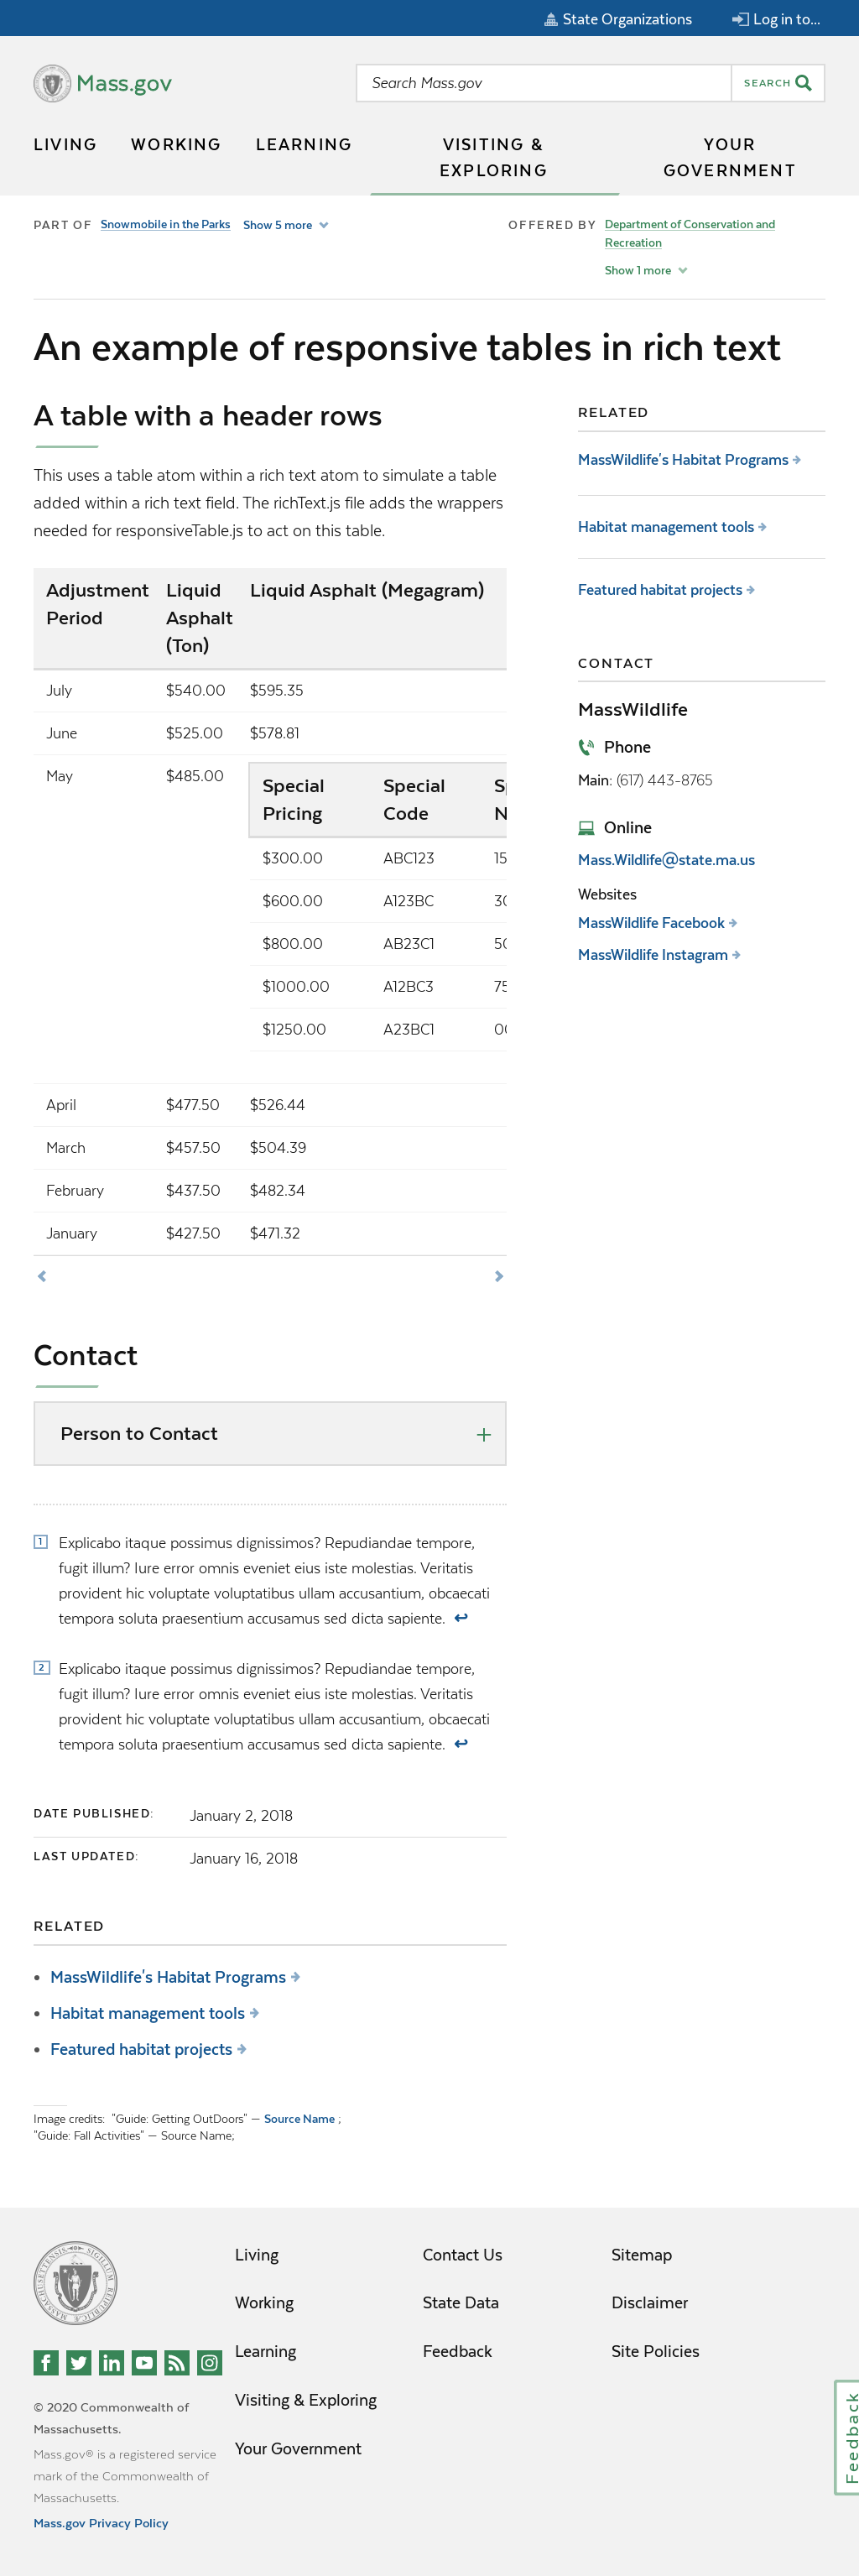 State Organizations
Log in to...
Mass.gov
Search Mass.gov
SEARCH
LIVING
WORKING
LEARNING
VISITING &
EXPLORING
YOUR
GOVERNMENT
PART OF Snowmobile in the Parks Show 5 more
OFFERED BY Department of Conservation and
Recreation
Show 1 more
An example of responsive tables in rich text
A table with a header rows
This uses a table atom within a rich text atom to simulate a table
added within a rich text field. The richText.js file adds the wrappers
needed for responsiveTable.js to act on this table.
Adjustment Liquid Liquid Asphalt (Megagram)
Period Asphalt
(Ton)
July $540.00 $595.35
June $525.00 $578.81
May $485.00
Special Special
Pricing Code
$300.00 ABC123
$600.00 A123BC
$800.00 AB23C1
$1000.00 A12BC3
$1250.00 A23BC1
April $477.50 $526.44
March $457.50 $504.39
February $437.50 $482.34
January $427.50 $471.32
Contact
Person to Contact
1 Explicabo itaque possimus dignissimos? Repudiandae tempore,
fugit illum? Iure error omnis eveniet eius iste molestias. Veritatis
provident hic voluptate voluptatibus ullam accusantium, obcaecati
tempora soluta praesentium accusamus sed dicta sapiente. ↩
2 Explicabo itaque possimus dignissimos? Repudiandae tempore,
fugit illum? Iure error omnis eveniet eius iste molestias. Veritatis
provident hic voluptate voluptatibus ullam accusantium, obcaecati
tempora soluta praesentium accusamus sed dicta sapiente. ↩
DATE PUBLISHED: January 2, 2018
LAST UPDATED: January 16, 2018
RELATED
• MassWildlife's Habitat Programs
• Habitat management tools
• Featured habitat projects
Image credits: "Guide: Getting OutDoors" — Source Name ;
"Guide: Fall Activities" — Source Name;
RELATED
MassWildlife's Habitat Programs
Habitat management tools
Featured habitat projects
CONTACT
MassWildlife
Phone
Main: (617) 443-8765
Online
Mass.Wildlife@state.ma.us
Websites
MassWildlife Facebook
MassWildlife Instagram
© 2020 Commonwealth of
Massachusetts.
Mass.gov® is a registered service
mark of the Commonwealth of
Massachusetts.
Mass.gov Privacy Policy
Living
Working
Learning
Visiting & Exploring
Your Government
Contact Us
State Data
Feedback
Sitemap
Disclaimer
Site Policies
Feedback